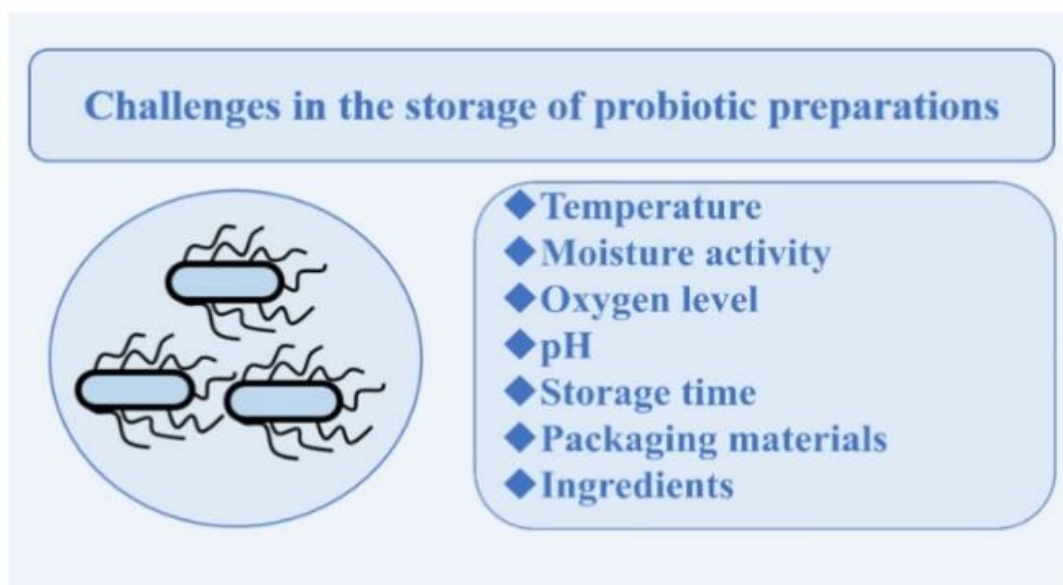 Challenges in the storage of probiotic preparations
◆Temperature
◆Moisture activity
◆Oxygen level
◆pH
◆Storage time
◆Packaging materials
◆Ingredients